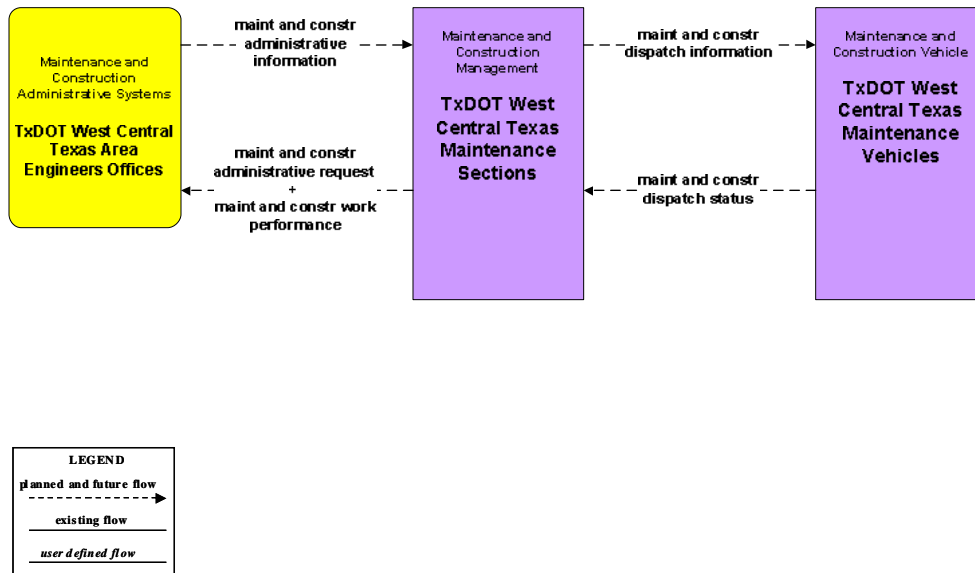 Maintenance and
Construction
Administrative Systems
TxDOT West Central
Texas Area
Engineers Offices
maint and constr
administrative
information
maint and constr
administrative request
+
maint and constr work
performance
Maintenance and
Construction
Management
TxDOT West
Central Texas
Maintenance
Sections
maint and constr
dispatch information
maint and constr
dispatch status
Maintenance and
Construction Vehicle
TxDOT West
Central Texas
Maintenance
Vehicles
LEGEND
planned and future flow
existing flow
user defined flow